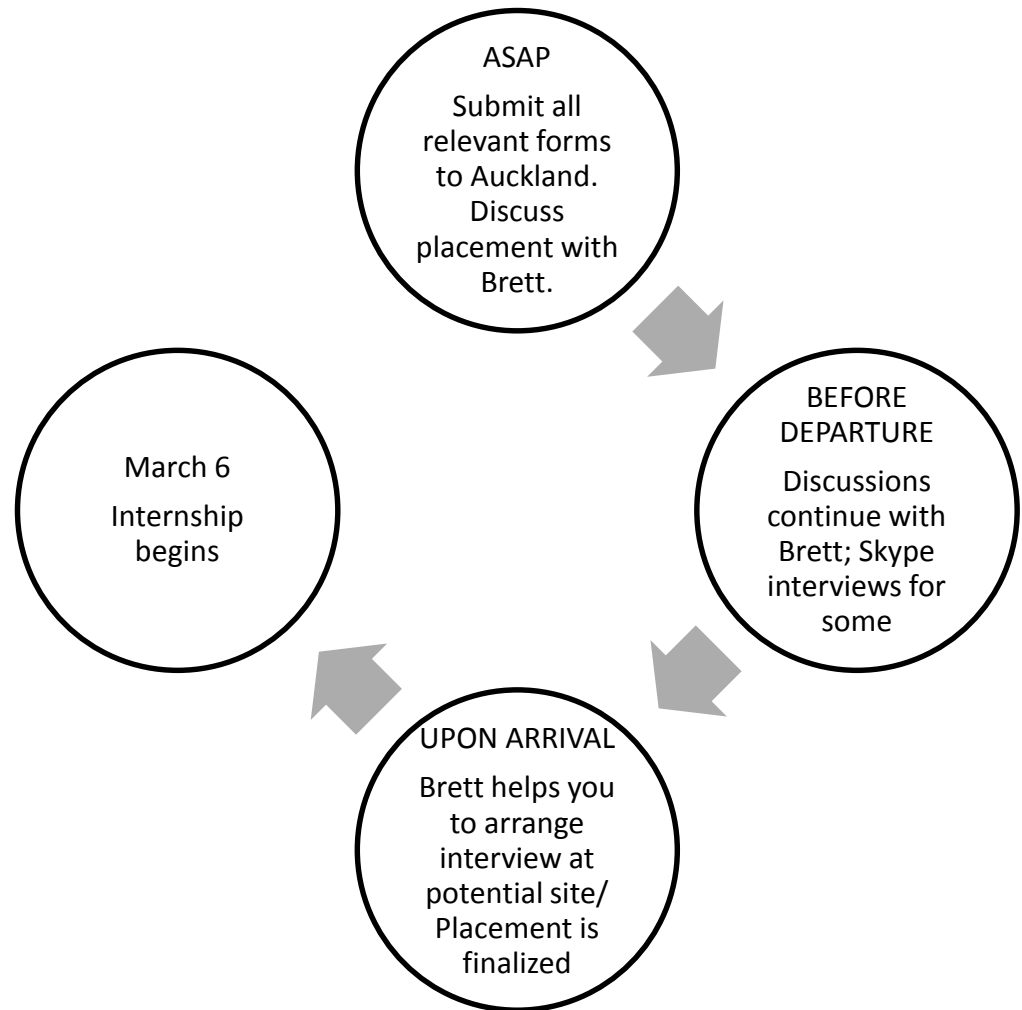 ASAP
Submit all
relevant forms
to Auckland.
Discuss
placement with
Brett.
BEFORE
DEPARTURE
Discussions
continue with
Brett; Skype
interviews for
some
UPON ARRIVAL
Brett helps you
to arrange
interview at
potential site/
Placement is
finalized
March 6
Internship
begins